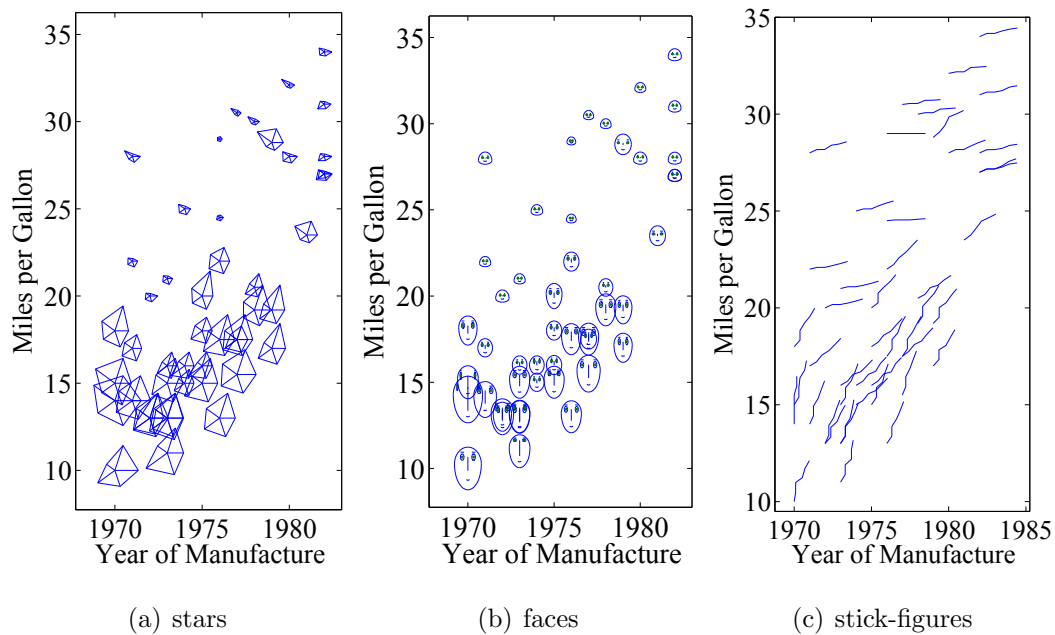 35
30
25
20
15
10
Miles per Gallon
1970 1975 1980
Year of Manufacture
(a) stars
35
30
25
20
15
10
Miles per Gallon
1970 1975 1980
Year of Manufacture
(b) faces
35
30
25
20
15
10
Miles per Gallon
1970 1975 1980 1985
Year of Manufacture
(c) stick-figures